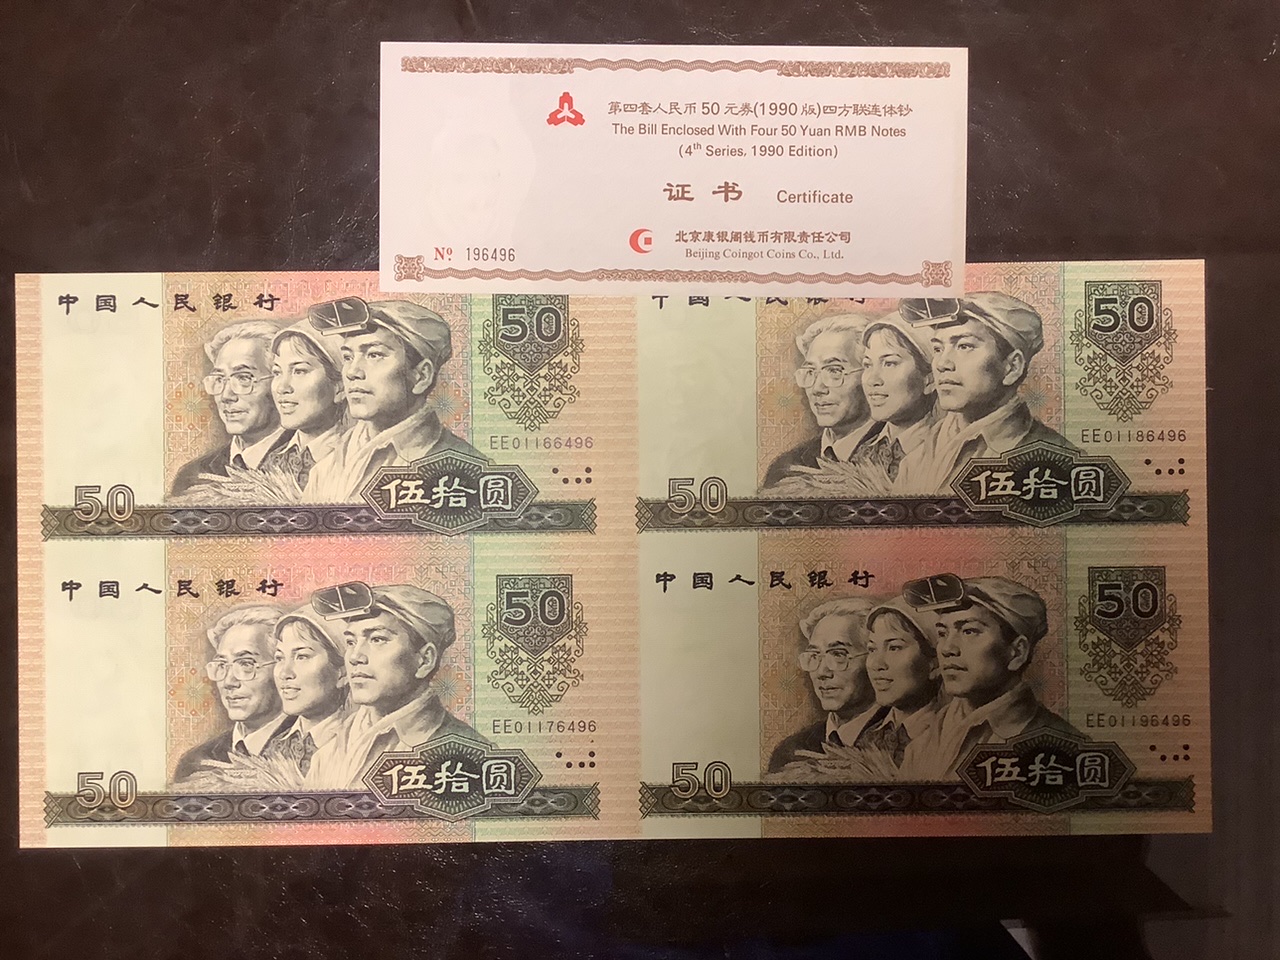 第四套人民币50元券(1990版)四方联连体钞
The Bill Enclosed With Four 50 Yuan RMB Notes
(4th Series, 1990 Edition)
证书 Certificate
北京康银阁钱币有限责任公司
Beijing Coingot Coins Co., Ltd.
Nº 196496
中国人民银行
50
EE01166496
伍拾圆
50
中国人民银行
50
EE01186496
伍拾圆
50
中国人民银行
50
EE01176496
伍拾圆
50
中国人民银行
50
EE01196496
伍拾圆
50